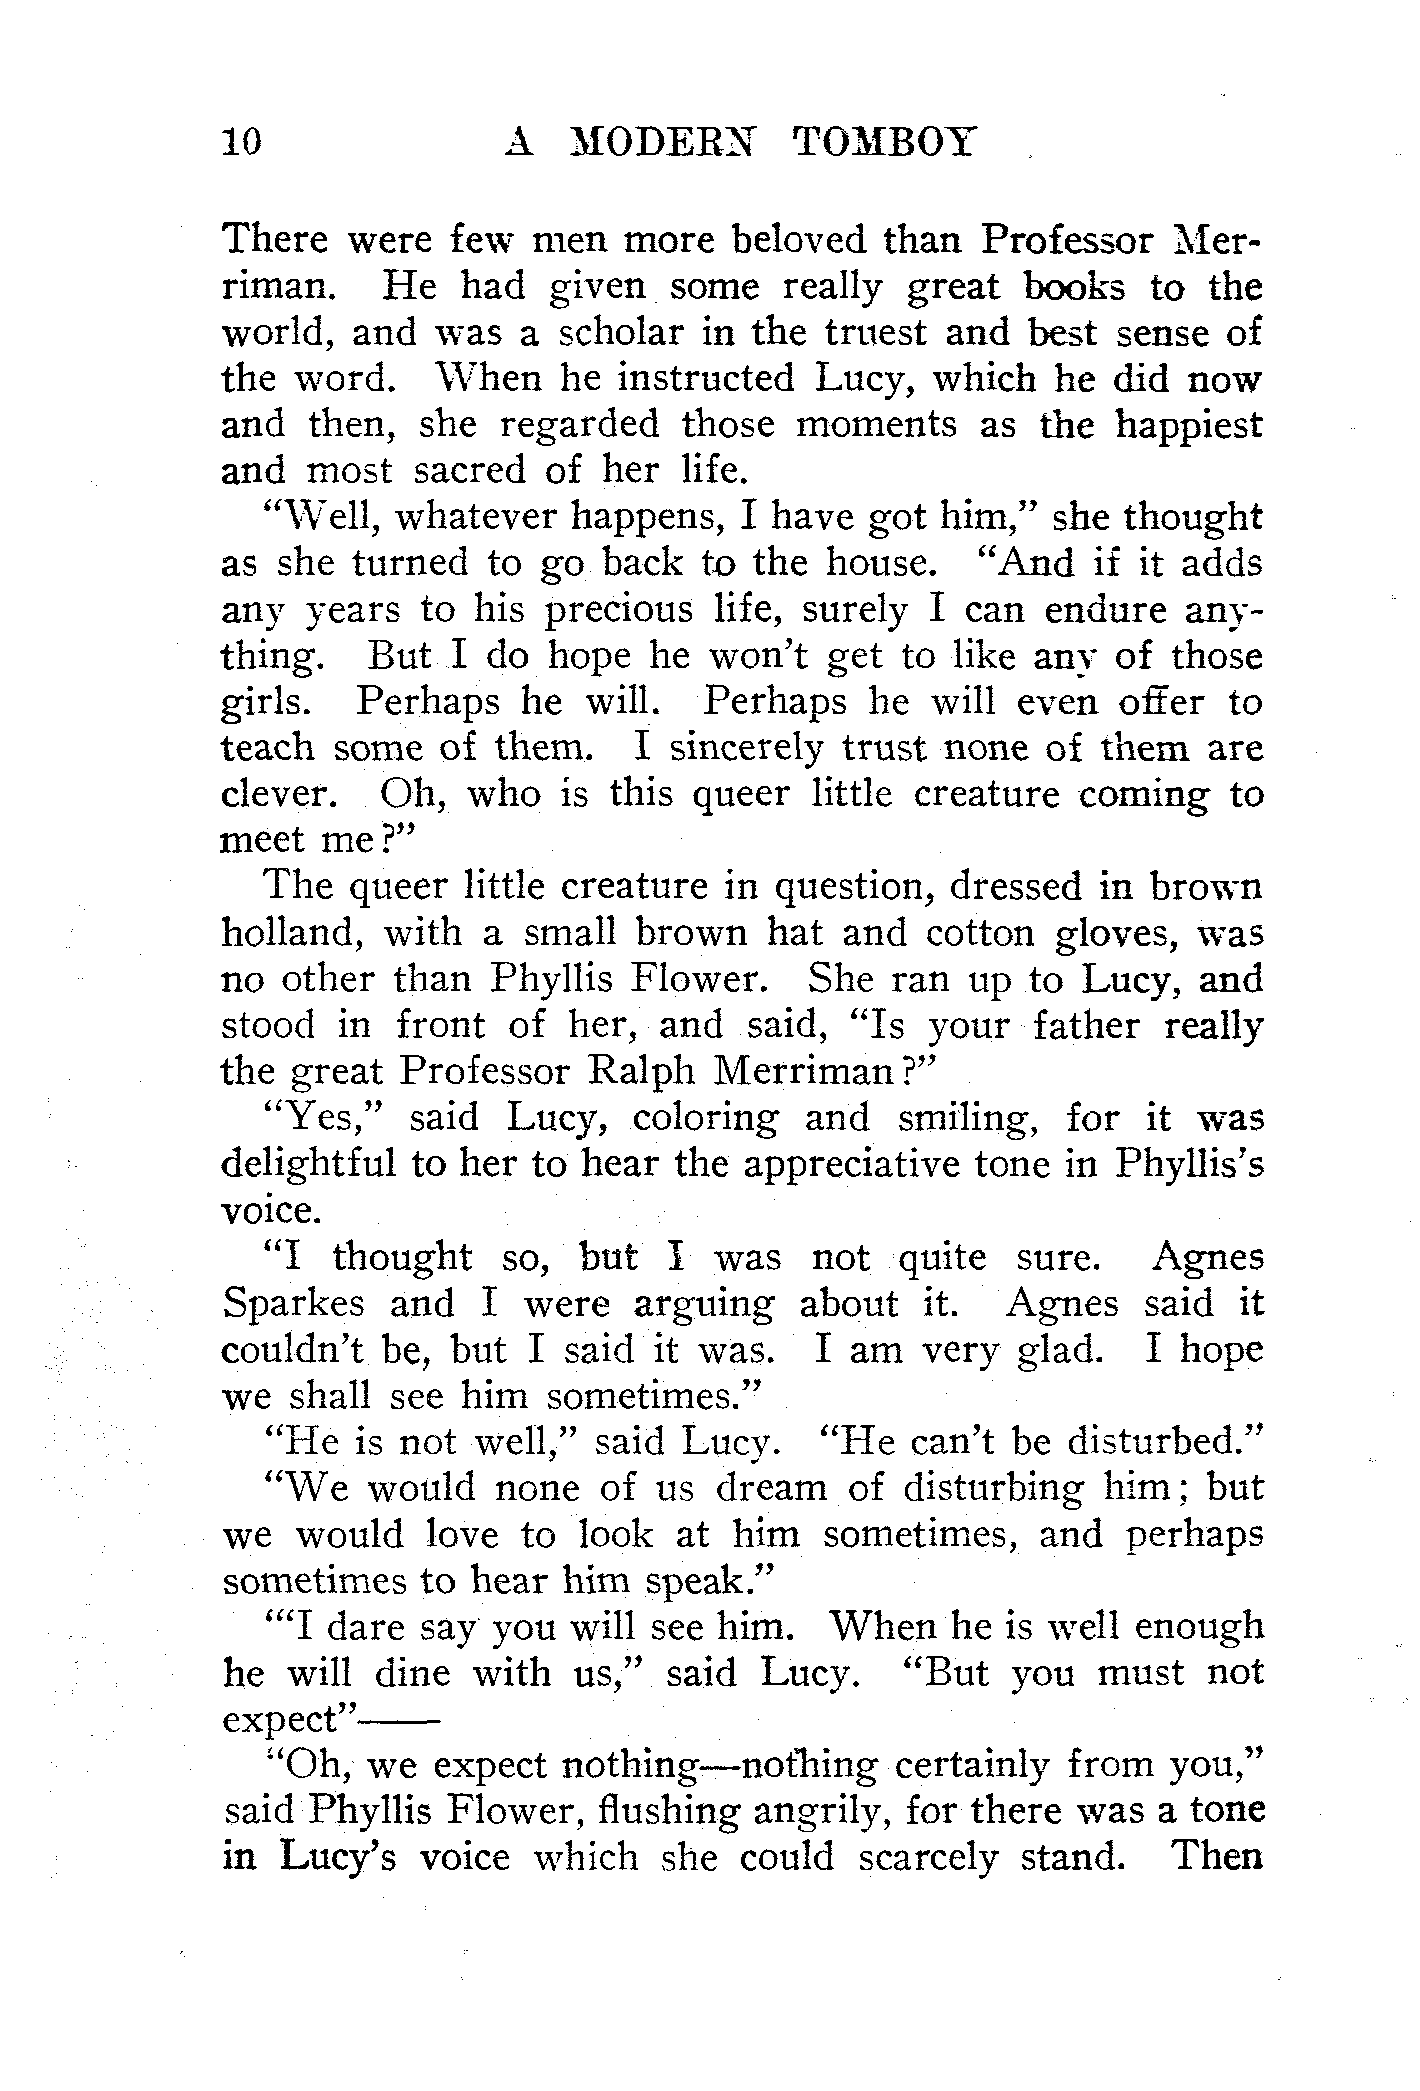 10 A MODERN TOMBOY
There were few men more beloved than Professor Mer-
riman. He had given some really great books to the
world, and was a scholar in the truest and best sense of
the word. When he instructed Lucy, which he did now
and then, she regarded those moments as the happiest
and most sacred of her life.
“Well, whatever happens, I have got him,” she thought
as she turned to go back to the house. “And if it adds
any years to his precious life, surely I can endure any-
thing. But I do hope he won’t get to like any of those
girls. Perhaps he will. Perhaps he will even offer to
teach some of them. I sincerely trust none of them are
clever. Oh, who is this queer little creature coming to
meet me?”
The queer little creature in question, dressed in brown
holland, with a small brown hat and cotton gloves, was
no other than Phyllis Flower. She ran up to Lucy, and
stood in front of her, and said, “Is your father really
the great Professor Ralph Merriman?”
“Yes,” said Lucy, coloring and smiling, for it was
delightful to her to hear the appreciative tone in Phyllis’s
voice.
“I thought so, but I was not quite sure. Agnes
Sparkes and I were arguing about it. Agnes said it
couldn’t be, but I said it was. I am very glad. I hope
we shall see him sometimes.”
“He is not well,” said Lucy. “He can’t be disturbed.”
“We would none of us dream of disturbing him; but
we would love to look at him sometimes, and perhaps
sometimes to hear him speak.”
“‘I dare say you will see him. When he is well enough
he will dine with us,” said Lucy. “But you must not
expect”——
“Oh, we expect nothing—nothing certainly from you,”
said Phyllis Flower, flushing angrily, for there was a tone
in Lucy’s voice which she could scarcely stand. Then